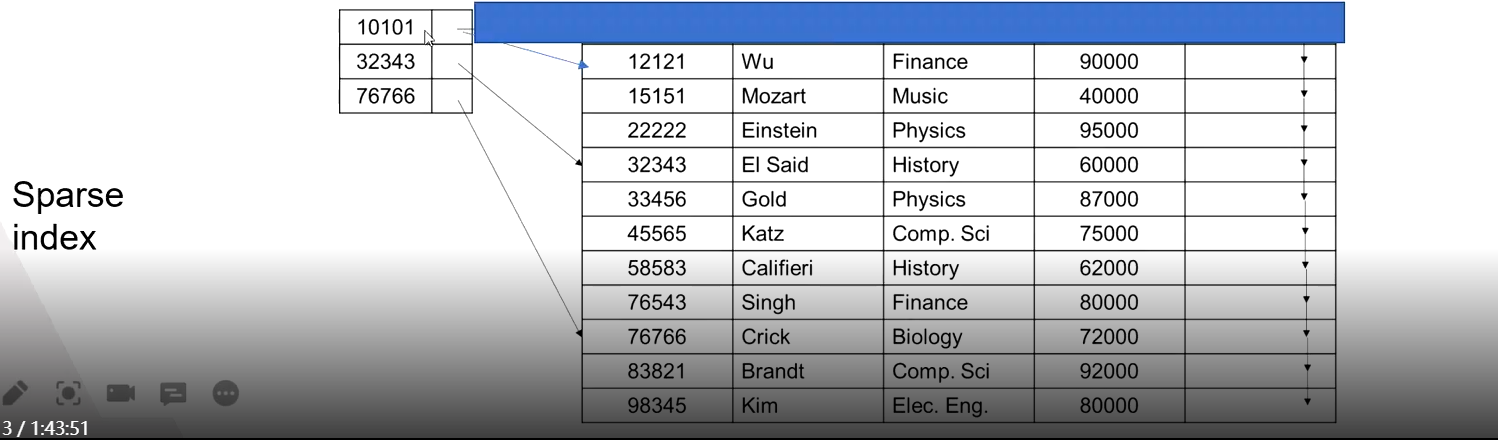 10101
32343
76766
12121 Wu Finance 90000
15151 Mozart Music 40000
22222 Einstein Physics 95000
32343 El Said History 60000
33456 Gold Physics 87000
45565 Katz Comp. Sci 75000
58583 Califieri History 62000
76543 Singh Finance 80000
76766 Crick Biology 72000
83821 Brandt Comp. Sci 92000
98345 Kim Elec. Eng. 80000
Sparse
index
3 / 1:43:51